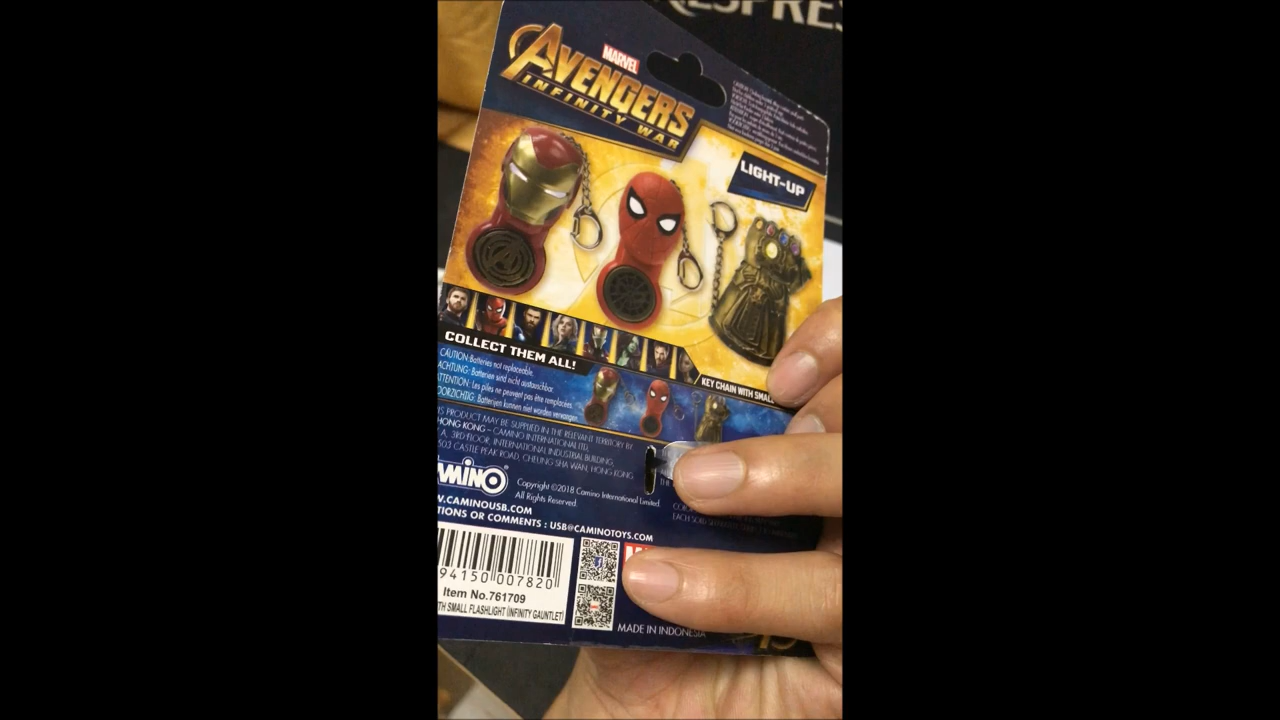 ESPRES
MARVEL
AVENGERS
INFINITY WAR
LIGHT-UP
COLLECT THEM ALL!
KEY CHAIN WITH SMALL
CAUTION: Batteries not replaceable.
ACHTUNG: Batterien sind nicht austauschbar.
ATTENTION: Les piles ne peuvent pas être remplacées.
OORZICHTIG: Batterijen kunnen niet worden vervangen.
IS PRODUCT MAY BE SUPPLIED IN THE RELEVANT TERRITORY BY
HONG KONG – CAMINO INTERNATIONAL LTD,
A, 3RD FLOOR, INTERNATIONAL INDUSTRIAL BUILDING,
503 CASTLE PEAK ROAD, CHEUNG SHA WAN, HONG KONG
AMINO
Copyright ©2018 Camino International Limited.
All Rights Reserved.
W.CAMINOUSB.COM
TIONS OR COMMENTS : USB@CAMINOTOYS.COM
94150 007820
Item No.761709
TH SMALL FLASHLIGHT (INFINITY GAUNTLET)
MADE IN INDONESIA